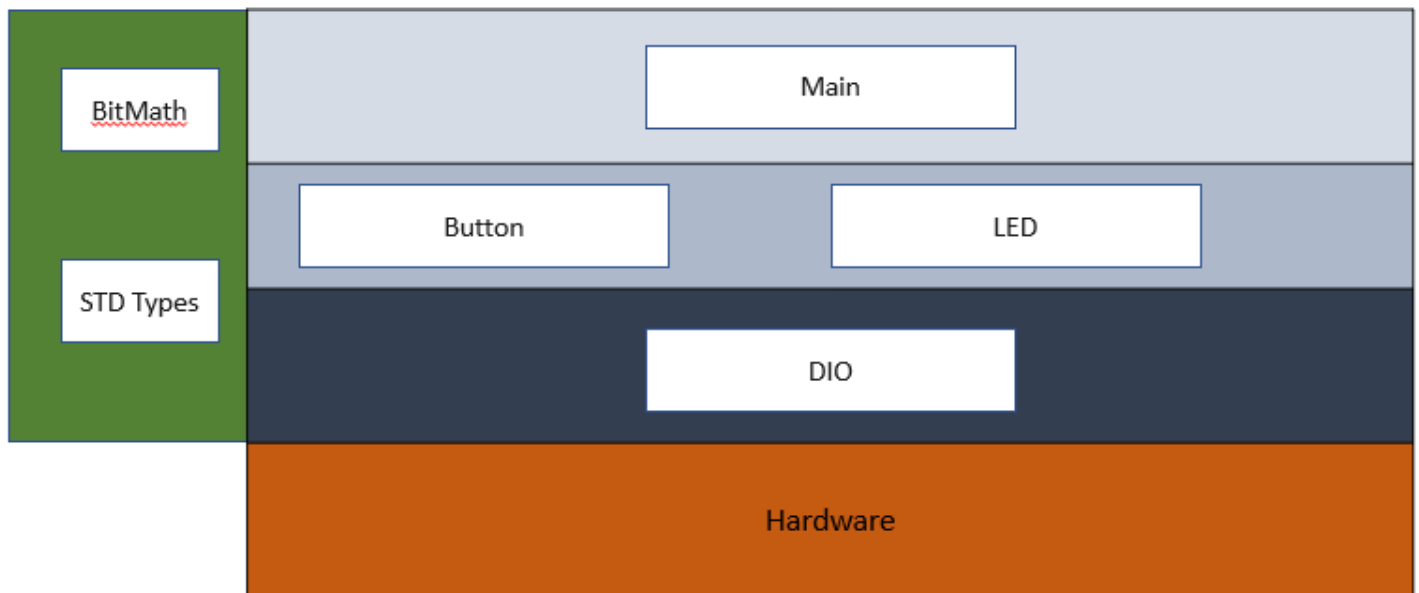 BitMath
Main
Button
LED
STD Types
DIO
Hardware